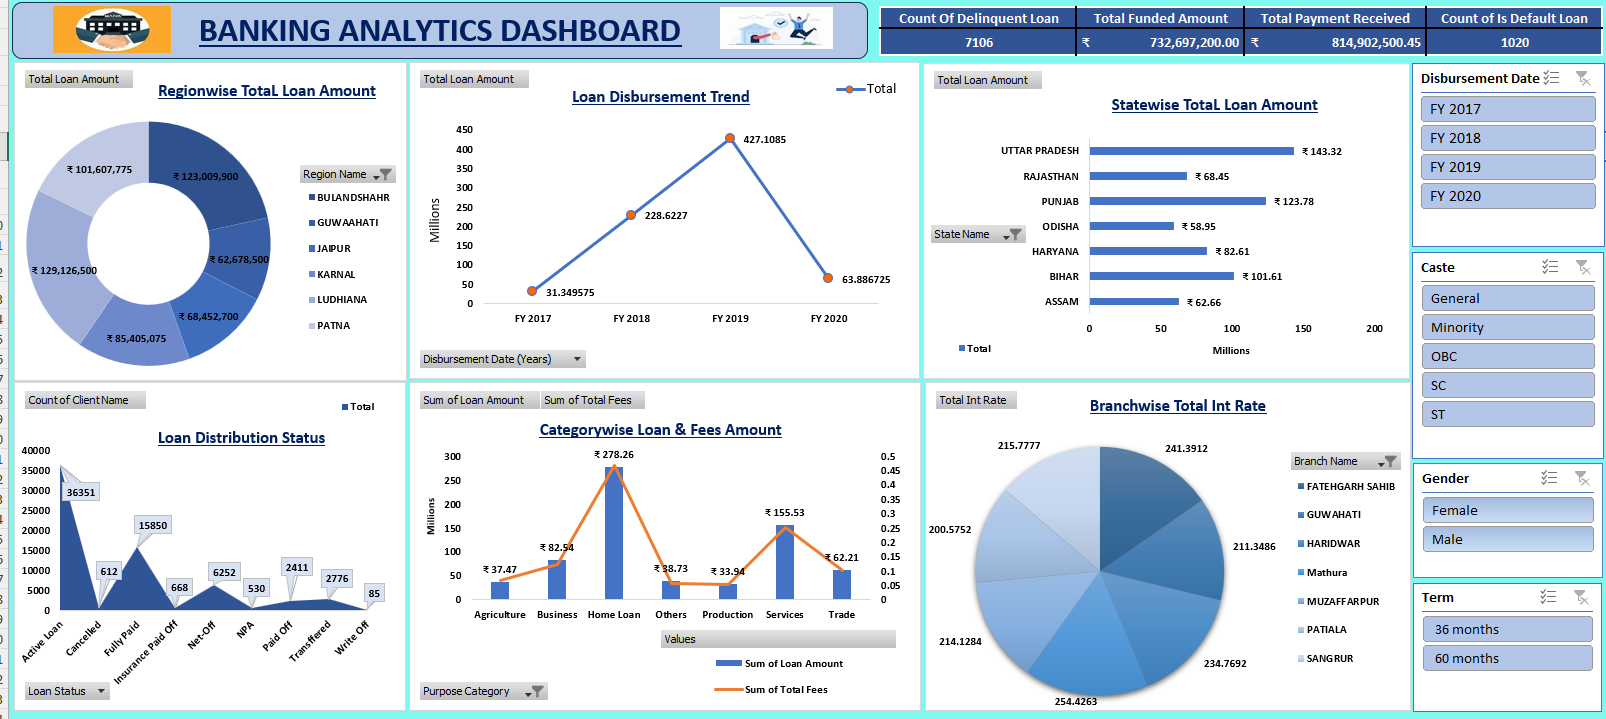 BANKING ANALYTICS DASHBOARD
Count Of Delinquent Loan
Total Funded Amount
Total Payment Received
Count of Is Default Loan
7106
₹ 732,697,200.00
₹ 814,902,500.45
1020
Total Loan Amount
Regionwise TotaL Loan Amount
₹ 101,607,775
₹ 123,009,900
₹ 129,126,500
₹ 62,678,500
₹ 68,452,700
₹ 85,405,075
Region Name
BULANDSHAHR
GUWAAHATI
JAIPUR
KARNAL
LUDHIANA
PATNA
Total Loan Amount
Loan Disbursement Trend
Total
Millions
450
400
350
300
250
200
150
100
50
0
31.349575
228.6227
427.1085
63.886725
FY 2017
FY 2018
FY 2019
FY 2020
Disbursement Date (Years)
Total Loan Amount
Statewise TotaL Loan Amount
State Name
UTTAR PRADESH ₹ 143.32
RAJASTHAN ₹ 68.45
PUNJAB ₹ 123.78
ODISHA ₹ 58.95
HARYANA ₹ 82.61
BIHAR ₹ 101.61
ASSAM ₹ 62.66
0 50 100 150 200
Millions
Total
Disbursement Date
FY 2017
FY 2018
FY 2019
FY 2020
Caste
General
Minority
OBC
SC
ST
Gender
Female
Male
Term
36 months
60 months
Count of ClientName
Total
Loan Distribution Status
40000
35000
30000
25000
20000
15000
10000
5000
0
36351
612
15850
668
6252
530
2411
2776
85
Active Loan
Cancelled
Fully Paid
Insurance Paid Off
Net-Off
NPA
Paid Off
Transffered
Write Off
Loan Status
Sum of Loan Amount
Sum of Total Fees
Categorywise Loan & Fees Amount
Millions
300
250
200
150
100
50
0
₹ 37.47
₹ 82.54
₹ 278.26
₹ 38.73
₹ 33.94
₹ 155.53
₹ 62.21
0.5
0.45
0.4
0.35
0.3
0.25
0.2
0.15
0.1
0.05
0
Agriculture
Business
Home Loan
Others
Production
Services
Trade
Values
Sum of Loan Amount
Sum of Total Fees
Purpose Category
Total Int Rate
Branchwise Total Int Rate
215.7777
241.3912
200.5752
211.3486
214.1284
234.7692
254.4263
Branch Name
FATEHGARH SAHIB
GUWAHATI
HARIDWAR
Mathura
MUZAFFARPUR
PATIALA
SANGRUR